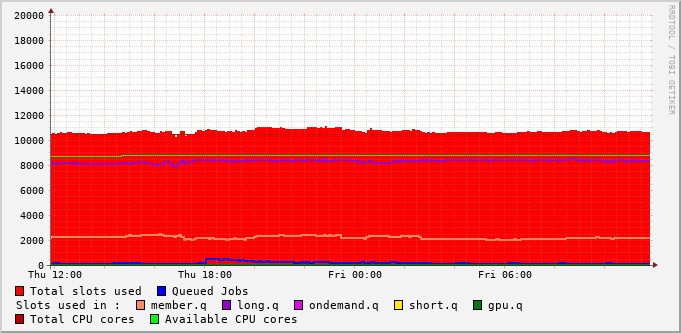 20000
18000
16000
14000
12000
10000
8000
6000
4000
2000
0
Thu 12:00 Thu 18:00 Fri 00:00 Fri 06:00
Total slots used Queued Jobs
Slots used in : member.q long.q ondemand.q short.q gpu.q
Total CPU cores Available CPU cores
RRDTOOL / TOBI OETIKER